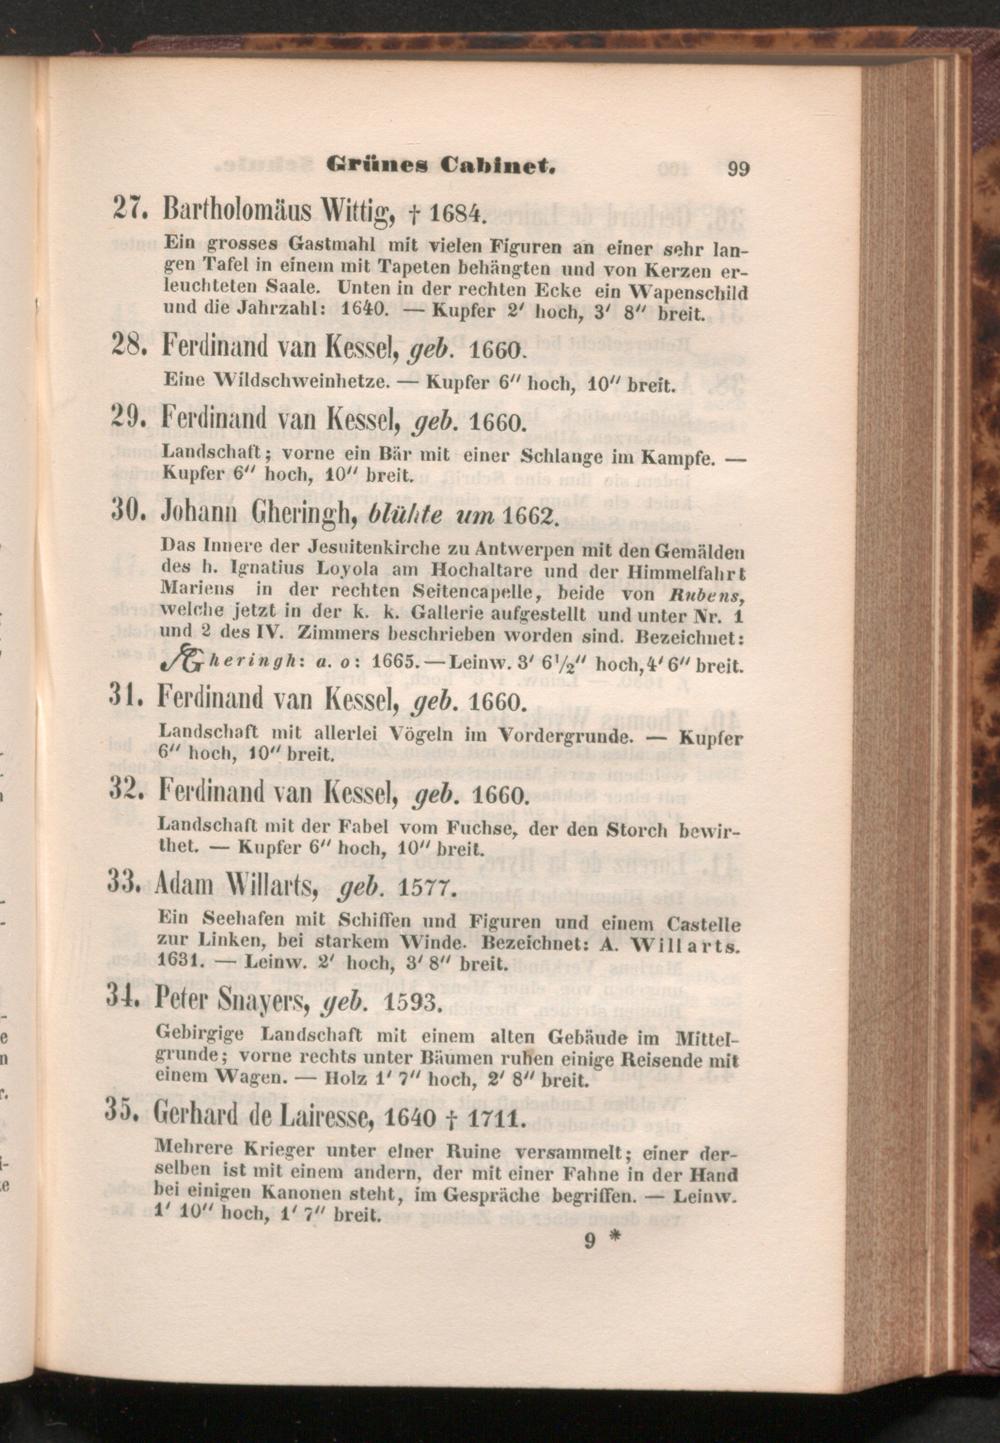 Grünes Cabinet. 99
27. Bartholomäus Wittig, † 1684.
Ein grosses Gastmahl mit vielen Figuren an einer sehr lan-
gen Tafel in einem mit Tapeten behängten und von Kerzen er-
leuchteten Saale. Unten in der rechten Ecke ein Wapenschild
und die Jahrzahl: 1640. — Kupfer 2′ hoch, 3′ 8″ breit.
28. Ferdinand van Kessel, geb. 1660.
Eine Wildschweinhetze. — Kupfer 6″ hoch, 10″ breit.
29. Ferdinand van Kessel, geb. 1660.
Landschaft; vorne ein Bär mit einer Schlange im Kampfe. —
Kupfer 6″ hoch, 10″ breit.
30. Johann Gheringh, blühte um 1662.
Das Innere der Jesuitenkirche zu Antwerpen mit den Gemälden
des h. Ignatius Loyola am Hochaltare und der Himmelfahrt
Mariens in der rechten Seitencapelle, beide von Rubens,
welche jetzt in der k. k. Gallerie aufgestellt und unter Nr. 1
und 2 des IV. Zimmers beschrieben worden sind. Bezeichnet:
AGheringh: a. o: 1665. — Leinw. 3′ 6½″ hoch, 4′ 6″ breit.
31. Ferdinand van Kessel, geb. 1660.
Landschaft mit allerlei Vögeln im Vordergrunde. — Kupfer
6″ hoch, 10″ breit.
32. Ferdinand van Kessel, geb. 1660.
Landschaft mit der Fabel vom Fuchse, der den Storch bewir-
thet. — Kupfer 6″ hoch, 10″ breit.
33. Adam Willarts, geb. 1577.
Ein Seehafen mit Schiffen und Figuren und einem Castelle
zur Linken, bei starkem Winde. Bezeichnet: A. Willarts.
1631. — Leinw. 2′ hoch, 3′ 8″ breit.
34. Peter Snayers, geb. 1593.
Gebirgige Landschaft mit einem alten Gebäude im Mittel-
grunde; vorne rechts unter Bäumen ruhen einige Reisende mit
einem Wagen. — Holz 1′ 7″ hoch, 2′ 8″ breit.
35. Gerhard de Lairesse, 1640 † 1711.
Mehrere Krieger unter einer Ruine versammelt; einer der-
selben ist mit einem andern, der mit einer Fahne in der Hand
bei einigen Kanonen steht, im Gespräche begriffen. — Leinw.
1′ 10″ hoch, 1′ 7″ breit.
9 *